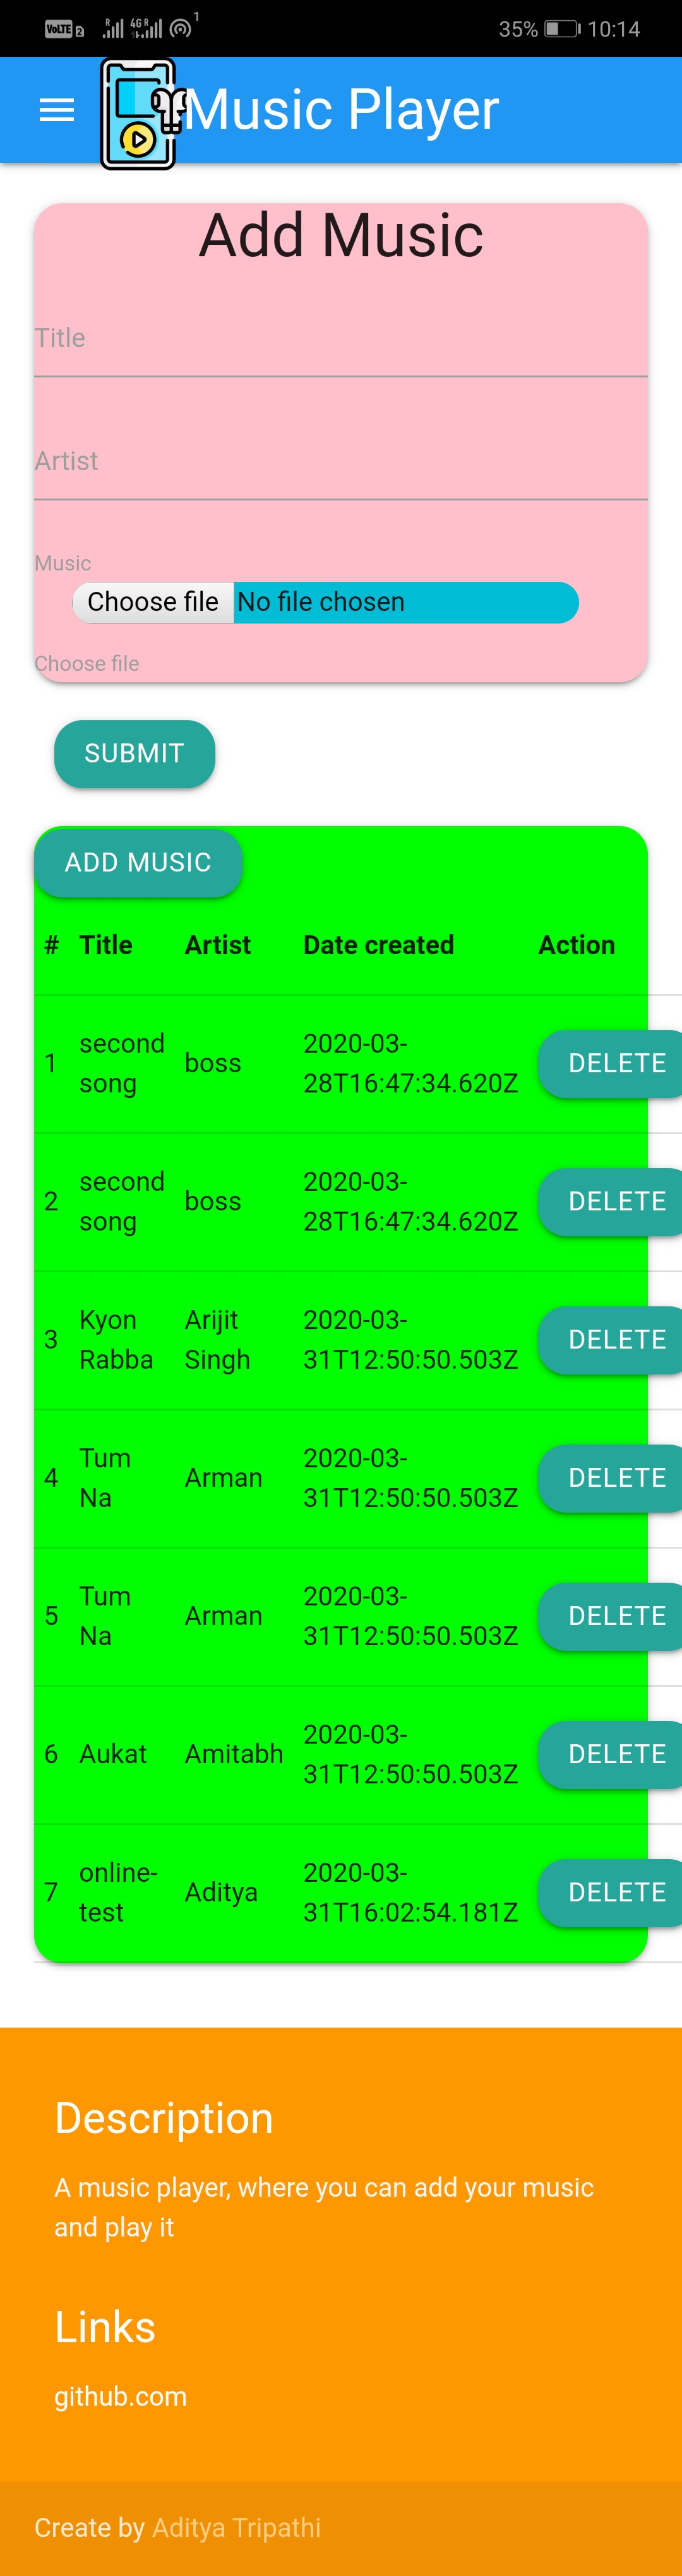 VoLTE 2 R 4G R 1 35% 10:14
Music Player
Add Music
Title
Artist
Music
Choose file No file chosen
Choose file
SUBMIT
ADD MUSIC
# Title Artist Date created Action
1 second song boss 2020-03-28T16:47:34.620Z DELETE
2 second song boss 2020-03-28T16:47:34.620Z DELETE
3 Kyon Rabba Arijit Singh 2020-03-31T12:50:50.503Z DELETE
4 Tum Na Arman 2020-03-31T12:50:50.503Z DELETE
5 Tum Na Arman 2020-03-31T12:50:50.503Z DELETE
6 Aukat Amitabh 2020-03-31T12:50:50.503Z DELETE
7 online-test Aditya 2020-03-31T16:02:54.181Z DELETE
Description
A music player, where you can add your music
and play it
Links
github.com
Create by Aditya Tripathi